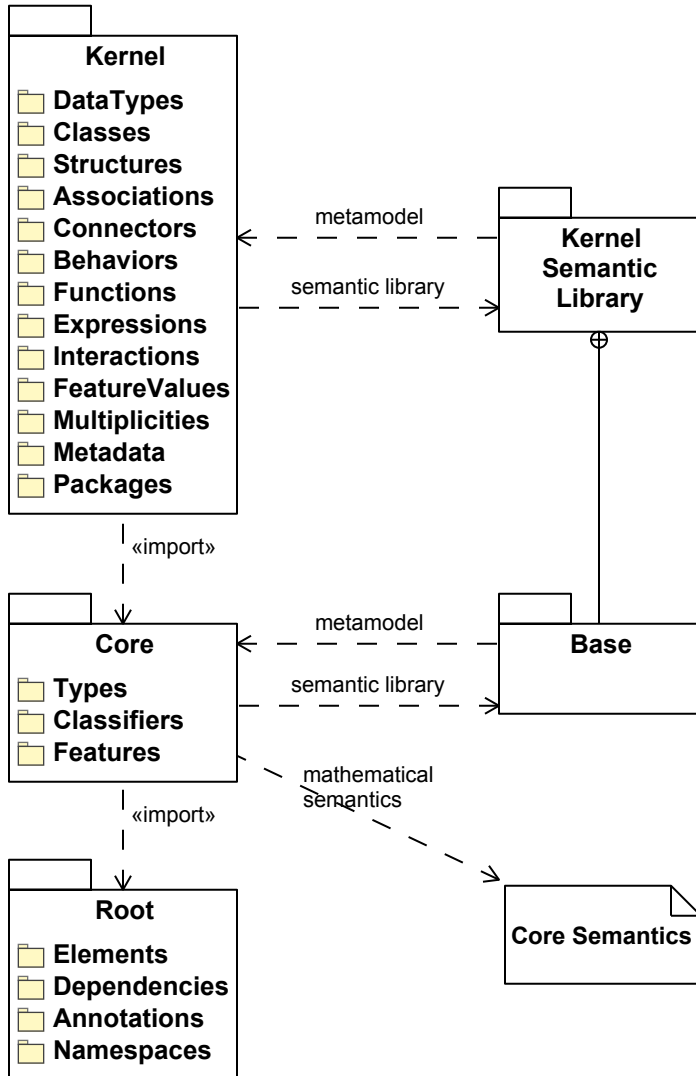 Kernel
DataTypes
Classes
Structures
Associations
Connectors
Behaviors
Functions
Expressions
Interactions
FeatureValues
Multiplicities
Metadata
Packages
metamodel
semantic library
Kernel
Semantic
Library
«import»
Core
Types
Classifiers
Features
metamodel
semantic library
Base
mathematical
semantics
«import»
Root
Elements
Dependencies
Annotations
Namespaces
Core Semantics